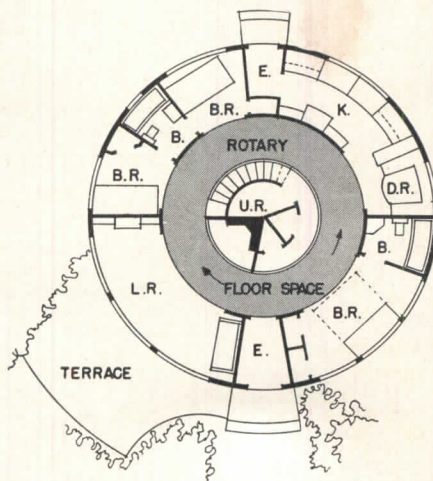 E.
B.R.
K.
B.
ROTARY
B.R.
D.R.
U.R.
B.
L.R.
FLOOR SPACE
B.R.
E.
TERRACE